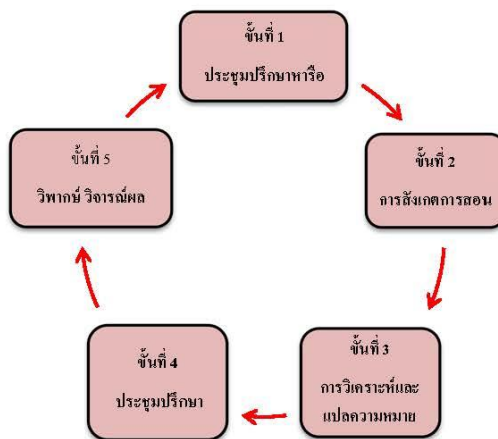 ขั้นที่ 1
ประชุมปรึกษาหารือ
ขั้นที่ 2
การสังเกตการสอน
ขั้นที่ 3
การวิเคราะห์และ
แปลความหมาย
ขั้นที่ 4
ประชุมปรึกษา
ขั้นที่ 5
วิพากษ์ วิจารณ์ผล